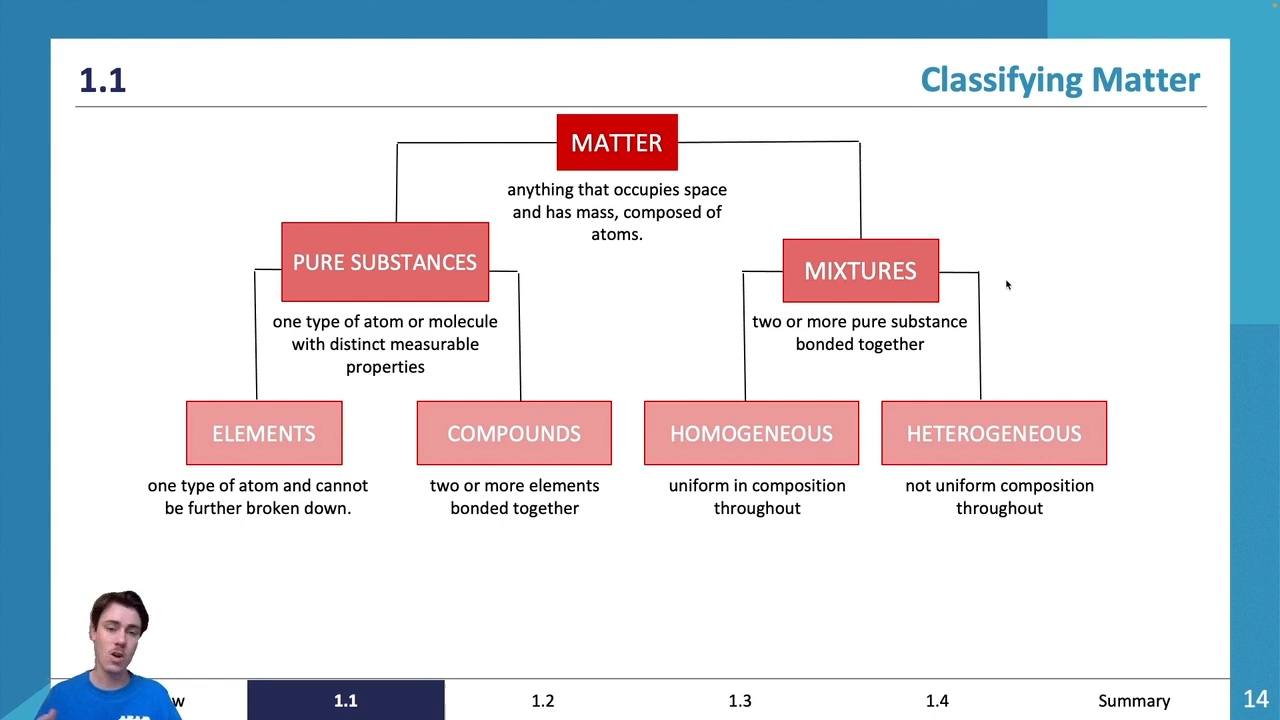 1.1
Classifying Matter
MATTER
anything that occupies space
and has mass, composed of
atoms.
PURE SUBSTANCES
one type of atom or molecule
with distinct measurable
properties
MIXTURES
two or more pure substance
bonded together
ELEMENTS
one type of atom and cannot
be further broken down.
COMPOUNDS
two or more elements
bonded together
HOMOGENEOUS
uniform in composition
throughout
HETEROGENEOUS
not uniform composition
throughout
w
1.1
1.2
1.3
1.4
Summary
14